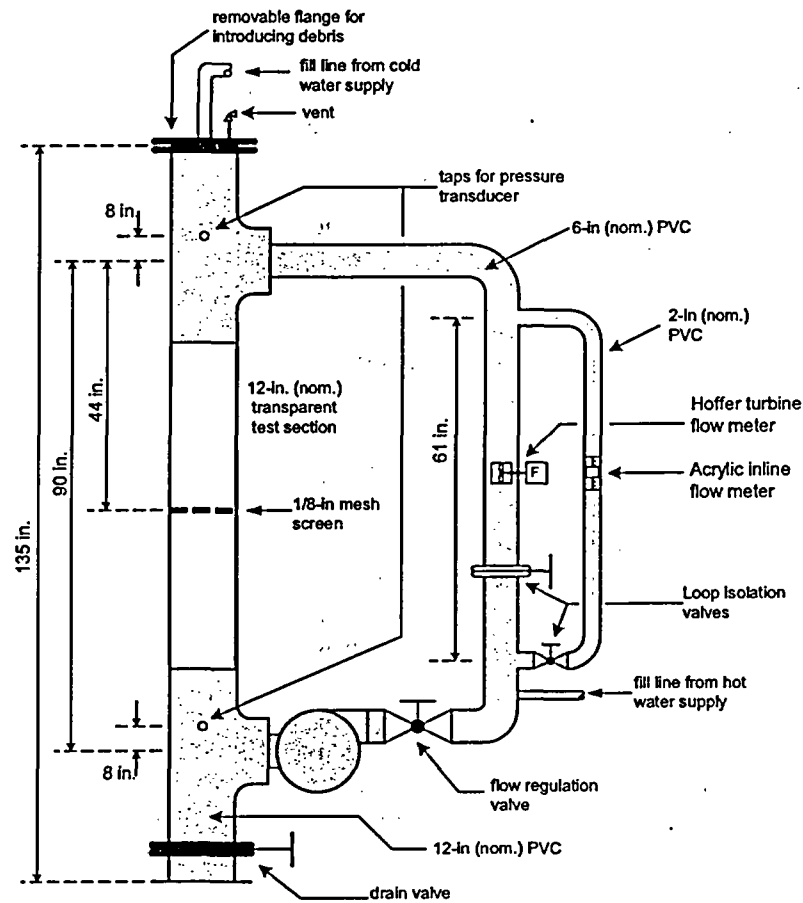 removable flange for
introducing debris
fill line from cold
water supply
vent
taps for pressure
transducer
8 in.
6-in (nom.) PVC
2-in (nom.)
PVC
12-in. (nom.)
transparent
test section
44 in.
61 in.
Hoffer turbine
flow meter
F
Acrylic inline
flow meter
90 in.
1/8-in mesh
screen
135 in.
Loop Isolation
valves
fill line from hot
water supply
8 in.
flow regulation
valve
12-in (nom.) PVC
drain valve